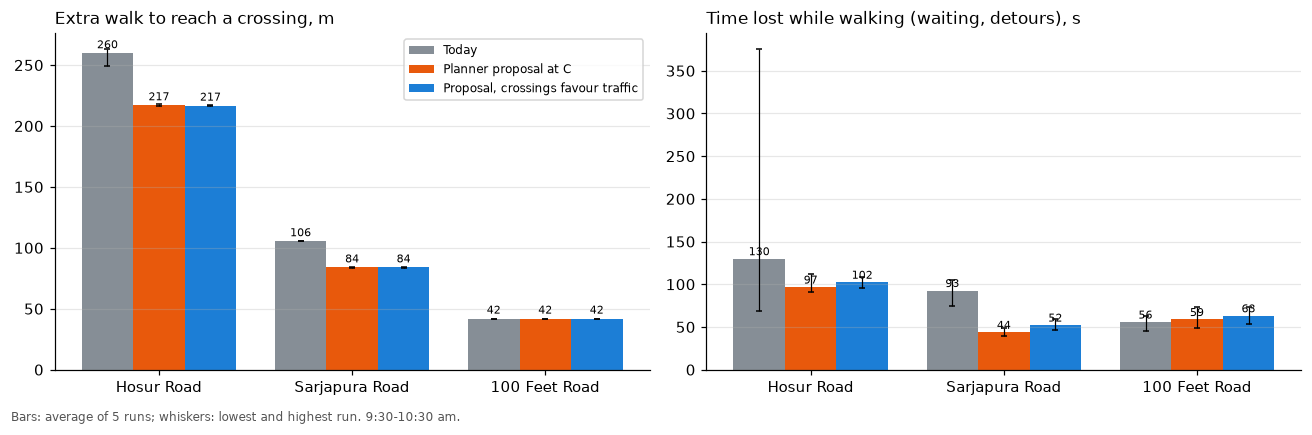 Extra walk to reach a crossing, m
260
217
217
106
84
84
42
42
42
250
200
150
100
50
0
Today
Planner proposal at C
Proposal, crossings favour traffic
Hosur Road
Sarjapura Road
100 Feet Road
Time lost while walking (waiting, detours), s
350
300
250
200
150
100
50
0
130
97
102
93
44
52
56
59
Hosur Road
Sarjapura Road
100 Feet Road
Bars: average of 5 runs; whiskers: lowest and highest run. 9:30-10:30 am.